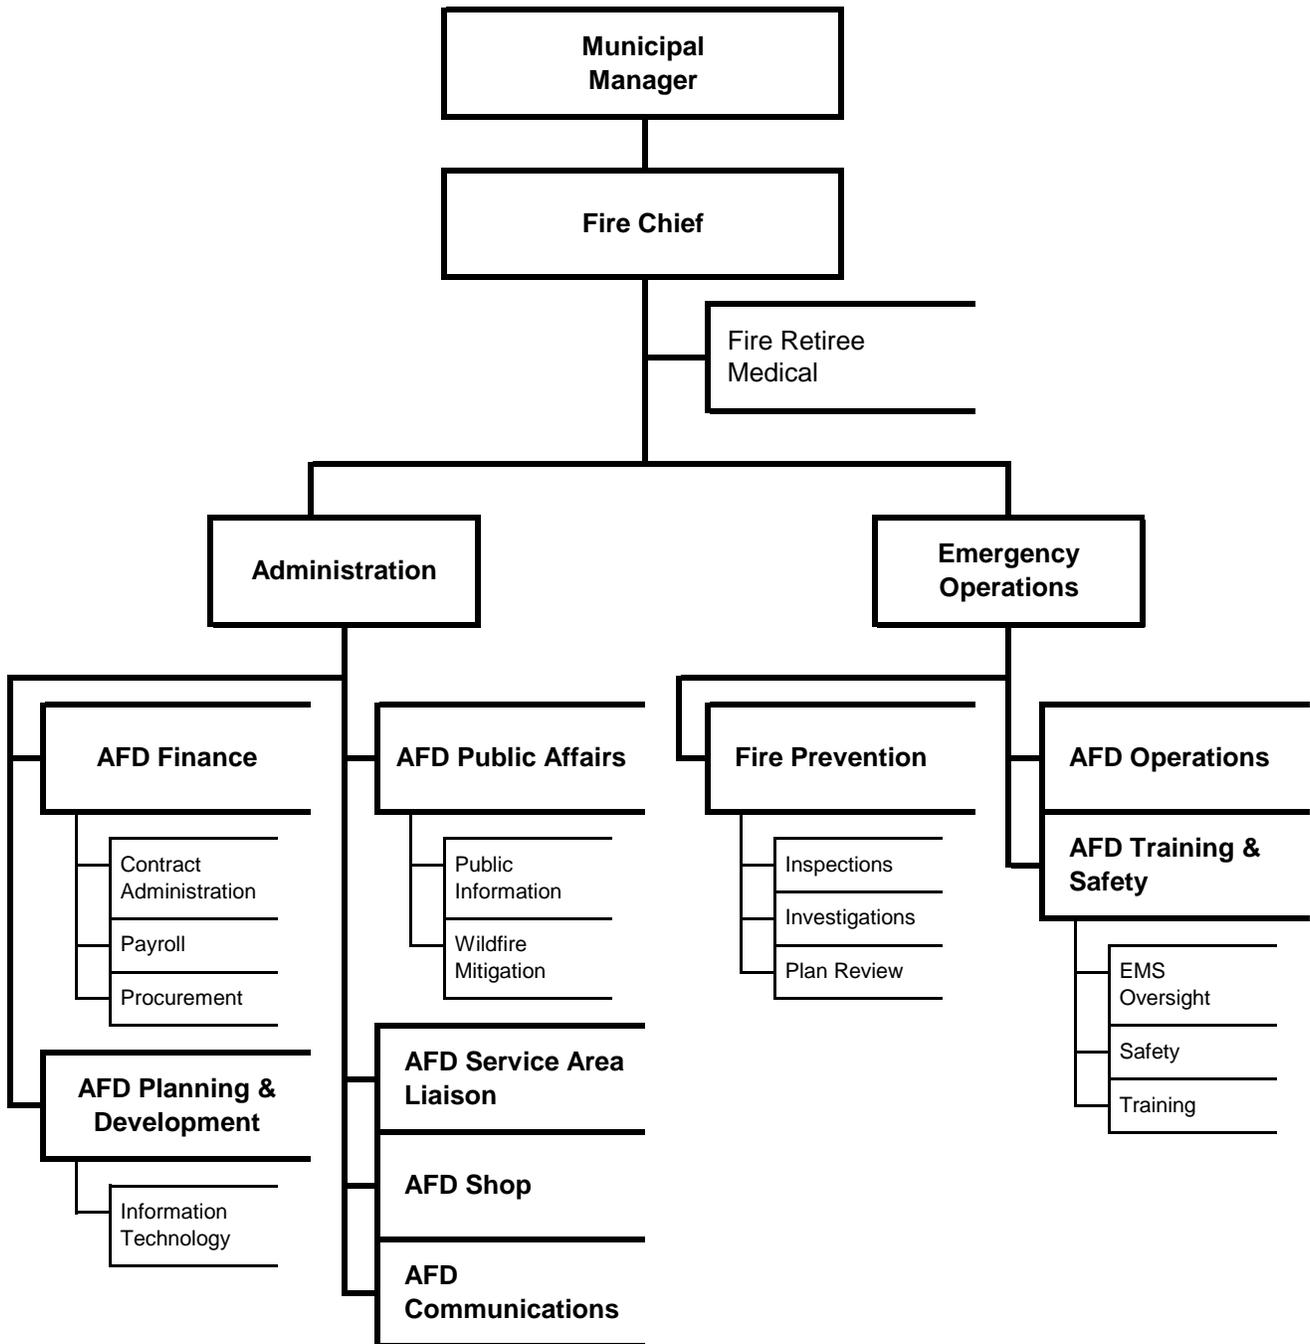 Municipal
Manager
Fire Chief
Fire Retiree
Medical
Administration
Emergency
Operations
AFD Finance
Contract
Administration
Payroll
Procurement
AFD Planning &
Development
Information
Technology
AFD Public Affairs
Public
Information
Wildfire
Mitigation
AFD Service Area
Liaison
AFD Shop
AFD
Communications
Fire Prevention
Inspections
Investigations
Plan Review
AFD Operations
AFD Training &
Safety
EMS
Oversight
Safety
Training